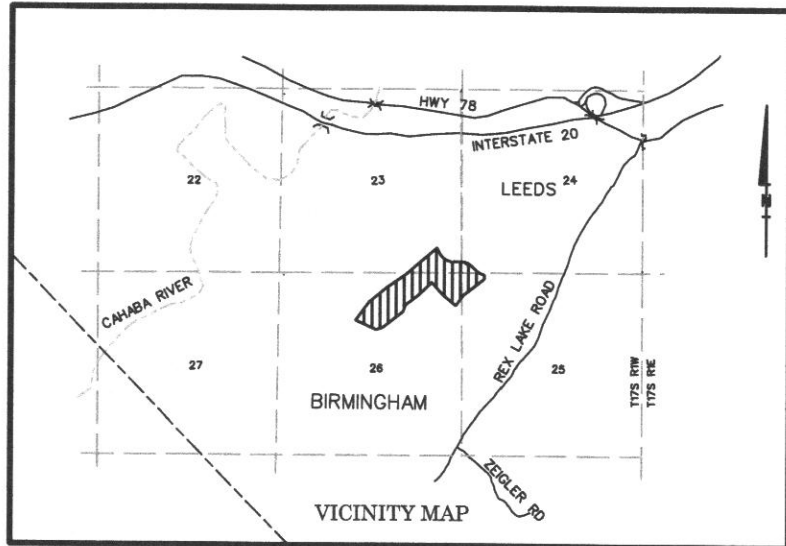 HWY 78
INTERSTATE 20
22
23
24
LEEDS
N
CAHABA RIVER
REX LAKE ROAD
27
26
25
T17S R1W
T17S R1E
BIRMINGHAM
ZEIGLER RD
VICINITY MAP